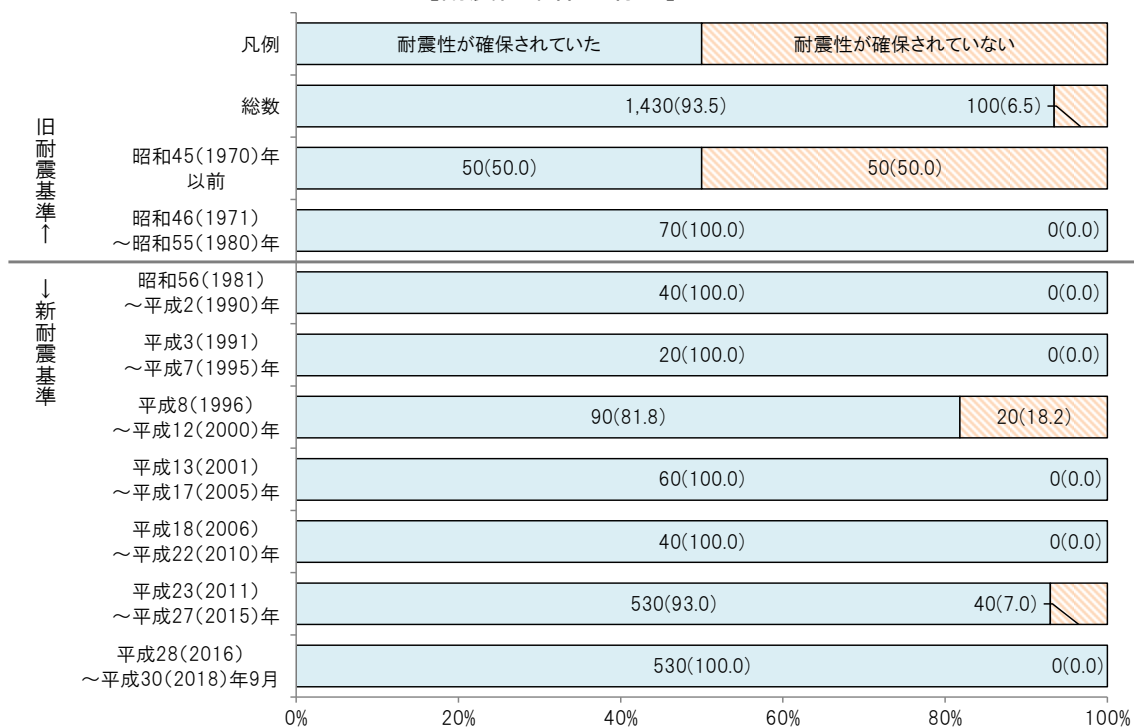 凡例
耐震性が確保されていた
耐震性が確保されていない
総数
1,430(93.5)
100(6.5)
旧耐震基準↑
昭和45(1970)年
以前
50(50.0)
50(50.0)
昭和46(1971)
～昭和55(1980)年
70(100.0)
0(0.0)
↓新耐震基準
昭和56(1981)
～平成2(1990)年
40(100.0)
0(0.0)
平成3(1991)
～平成7(1995)年
20(100.0)
0(0.0)
平成8(1996)
～平成12(2000)年
90(81.8)
20(18.2)
平成13(2001)
～平成17(2005)年
60(100.0)
0(0.0)
平成18(2006)
～平成22(2010)年
40(100.0)
0(0.0)
平成23(2011)
～平成27(2015)年
530(93.0)
40(7.0)
平成28(2016)
～平成30(2018)年9月
530(100.0)
0(0.0)
0%
20%
40%
60%
80%
100%